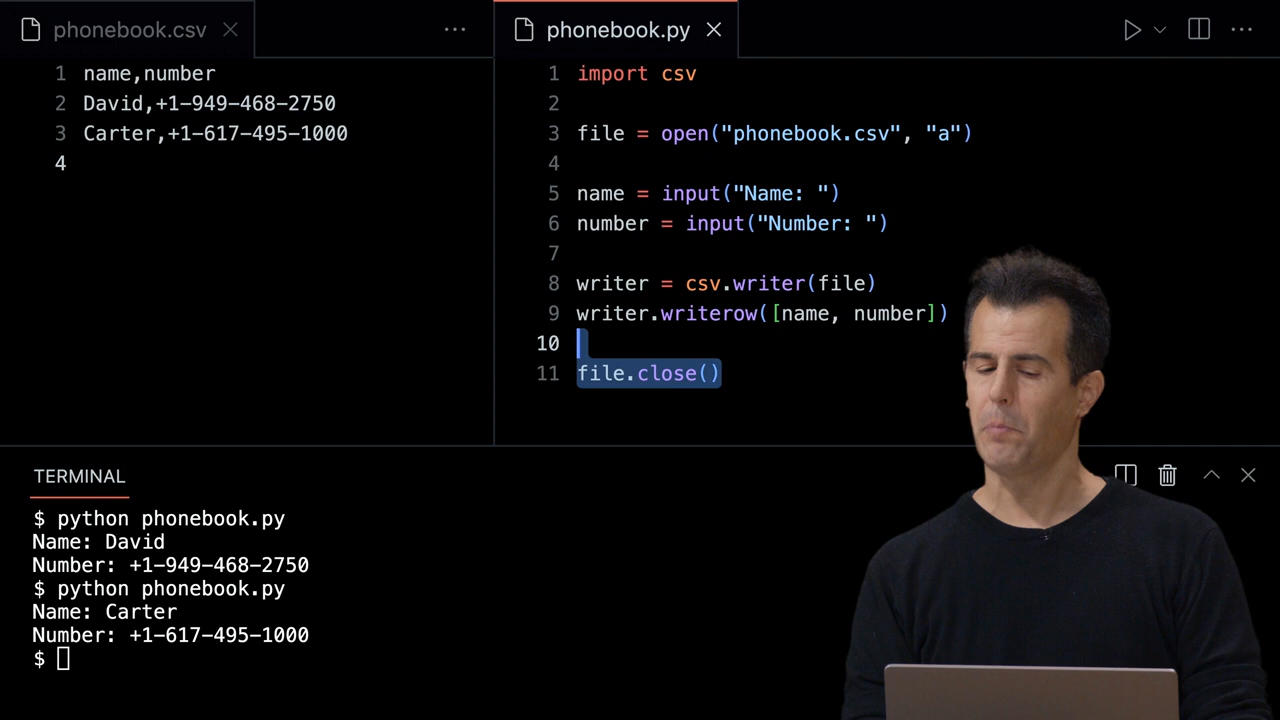 phonebook.csv
1 name,number
2 David,+1-949-468-2750
3 Carter,+1-617-495-1000
4
phonebook.py
1 import csv
2
3 file = open("phonebook.csv", "a")
4
5 name = input("Name: ")
6 number = input("Number: ")
7
8 writer = csv.writer(file)
9 writer.writerow([name, number])
10
11 file.close()
TERMINAL
$ python phonebook.py
Name: David
Number: +1-949-468-2750
$ python phonebook.py
Name: Carter
Number: +1-617-495-1000
$